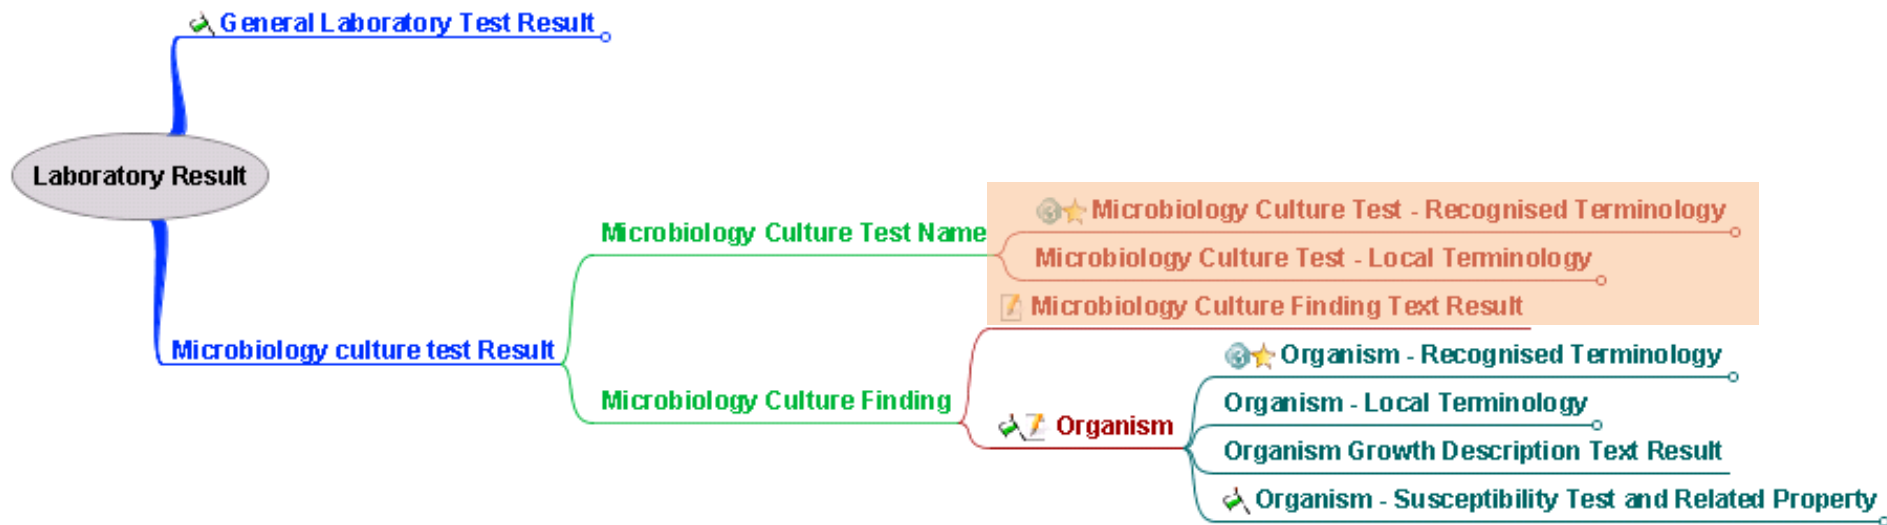 General Laboratory Test Result
Laboratory Result
Microbiology Culture Test - Recognised Terminology
Microbiology Culture Test Name
Microbiology Culture Test - Local Terminology
Microbiology Culture Finding Text Result
Microbiology culture test Result
Organism - Recognised Terminology
Microbiology Culture Finding
Organism - Local Terminology
Organism
Organism Growth Description Text Result
Organism - Susceptibility Test and Related Property